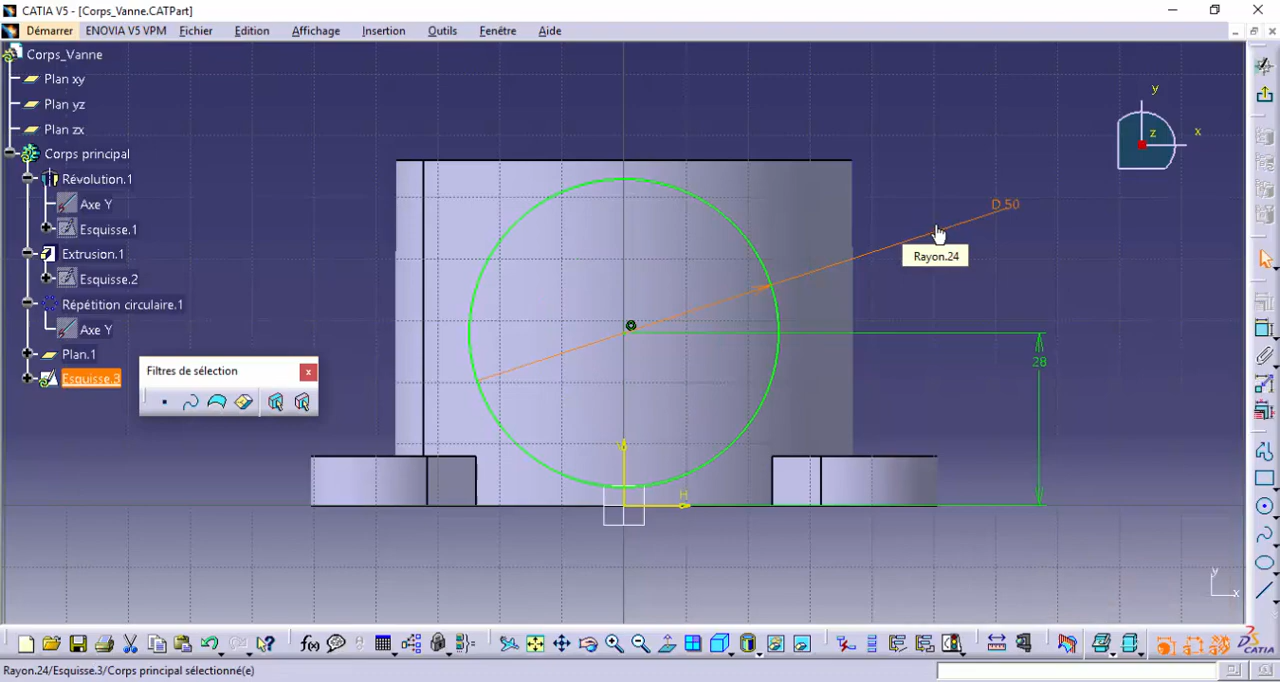 CATIA V5 - [Corps_Vanne.CATPart]
Démarrer ENOVIA V5 VPM Fichier Edition Affichage Insertion Outils Fenêtre Aide
Corps_Vanne
Plan xy
Plan yz
Plan zx
Corps principal
Révolution.1
Axe Y
Esquisse.1
Extrusion.1
Esquisse.2
Répétition circulaire.1
Axe Y
Plan.1
Esquisse.3
Filtres de sélection
y
z
x
D 50
Rayon.24
28
H
y
x
f(x)
CATIA
Rayon.24/Esquisse.3/Corps principal sélectionné(e)